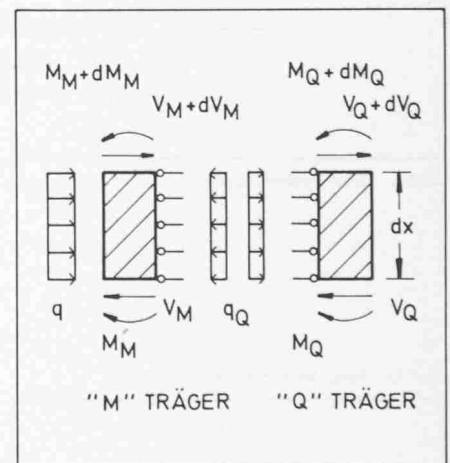 M_M+dM_M
M_Q+dM_Q
V_M+dV_M
V_Q+dV_Q
dx
q
V_M
q_Q
V_Q
M_M
M_Q
"M" TRÄGER
"Q" TRÄGER